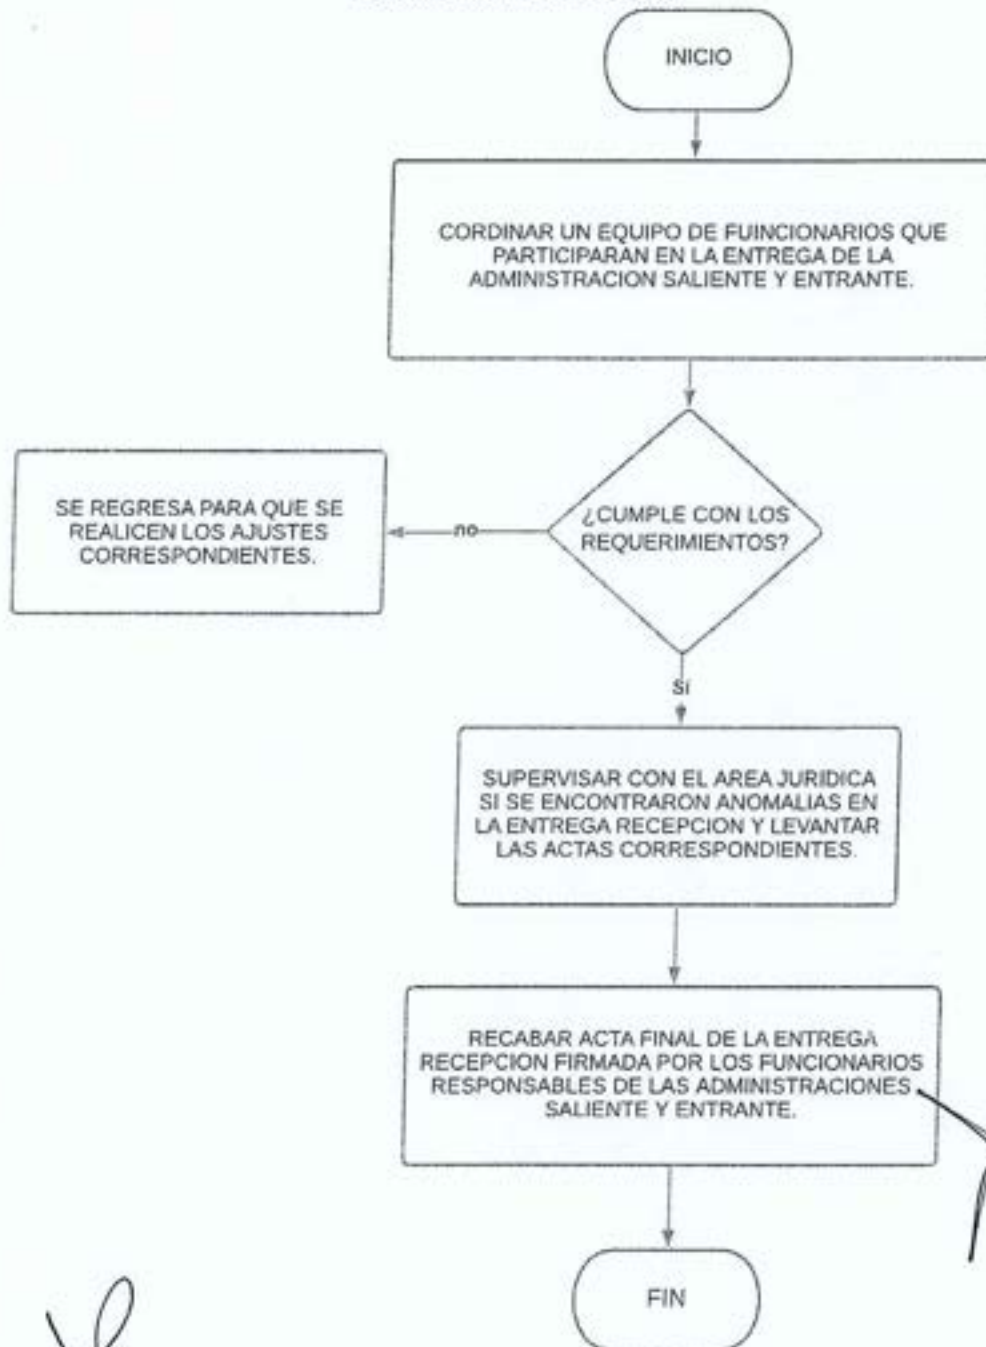 INICIO
CORDINAR UN EQUIPO DE FUINCIONARIOS QUE
PARTICIPARAN EN LA ENTREGA DE LA
ADMINISTRACION SALIENTE Y ENTRANTE.
¿CUMPLE CON LOS
REQUERIMIENTOS?
no
SE REGRESA PARA QUE SE
REALICEN LOS AJUSTES
CORRESPONDIENTES.
Sí
SUPERVISAR CON EL AREA JURIDICA
SI SE ENCONTRARON ANOMALIAS EN
LA ENTREGA RECEPCION Y LEVANTAR
LAS ACTAS CORRESPONDIENTES.
RECABAR ACTA FINAL DE LA ENTREGA
RECEPCION FIRMADA POR LOS FUNCIONARIOS
RESPONSABLES DE LAS ADMINISTRACIONES
SALIENTE Y ENTRANTE.
FIN